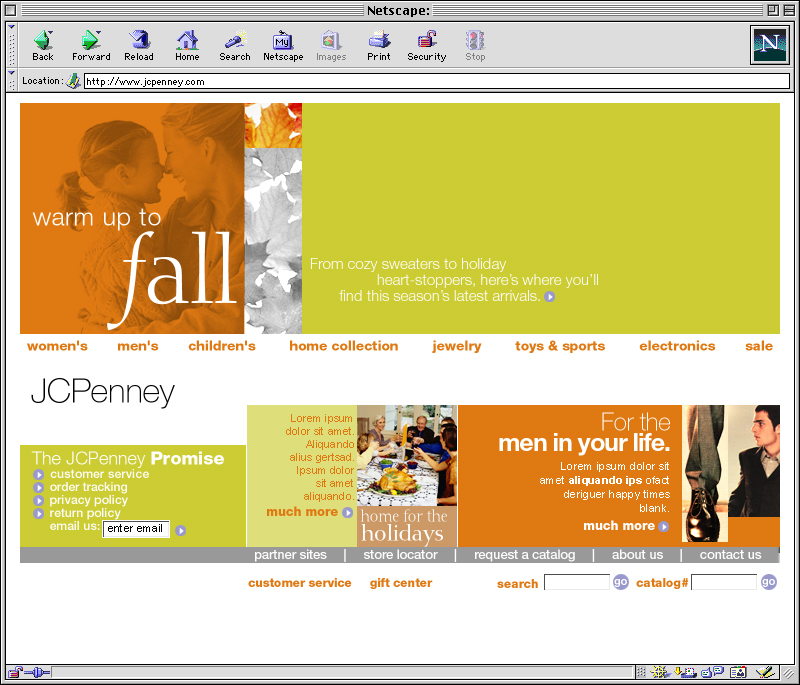 Netscape:
Back Forward Reload Home Search Netscape Images Print Security Stop
My
N
Location: http://www.jcpenney.com
warm up to
fall
From cozy sweaters to holiday
heart-stoppers, here's where you'll
find this season's latest arrivals.
women's men's children's home collection jewelry toys & sports electronics sale
JCPenney
The JCPenney Promise
customer service
order tracking
privacy policy
return policy
email us: enter email
Lorem ipsum
dolor sit amet.
Aliquando
alius gertsad.
Ipsum dolor
sit amet
aliquando.
much more
home for the
holidays
For the
men in your life.
Lorem ipsum dolor sit
amet aliquando ips ofact
deriguer happy times
blank.
much more
partner sites | store locator | request a catalog | about us | contact us
customer service gift center search go catalog# go